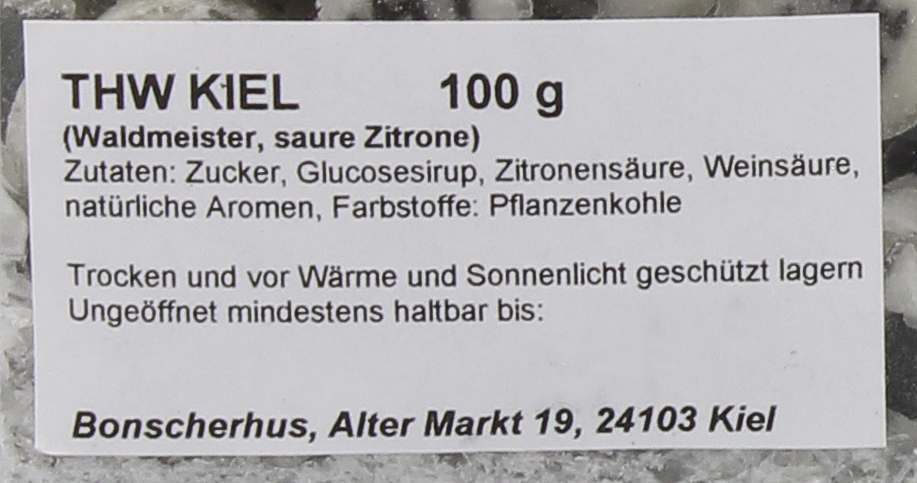 THW KIEL 100 g
(Waldmeister, saure Zitrone)
Zutaten: Zucker, Glucosesirup, Zitronensäure, Weinsäure,
natürliche Aromen, Farbstoffe: Pflanzenkohle
Trocken und vor Wärme und Sonnenlicht geschützt lagern
Ungeöffnet mindestens haltbar bis:
Bonscherhus, Alter Markt 19, 24103 Kiel